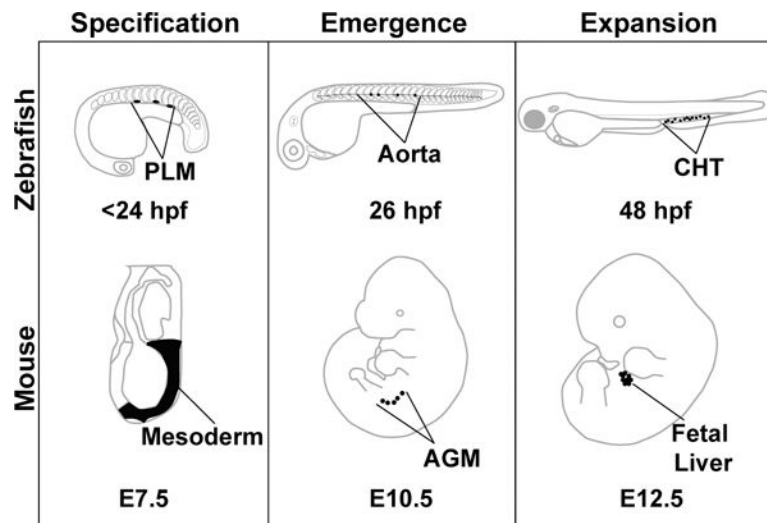 Specification
Emergence
Expansion
Zebrafish
PLM
Aorta
CHT
<24 hpf
26 hpf
48 hpf
Mouse
Mesoderm
AGM
Fetal
Liver
E7.5
E10.5
E12.5